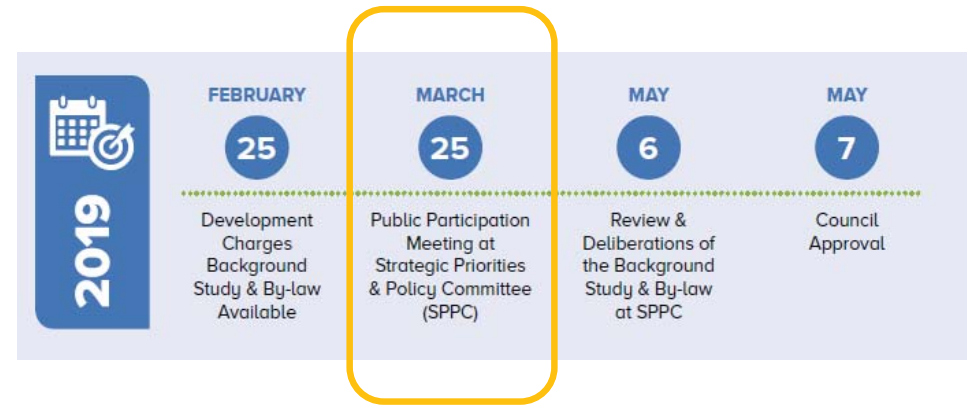 2019
FEBRUARY
25
Development
Charges
Background
Study & By-law
Available
MARCH
25
Public Participation
Meeting at
Strategic Priorities
& Policy Committee
(SPPC)
MAY
6
Review &
Deliberations of
the Background
Study & By-law
at SPPC
MAY
7
Council
Approval